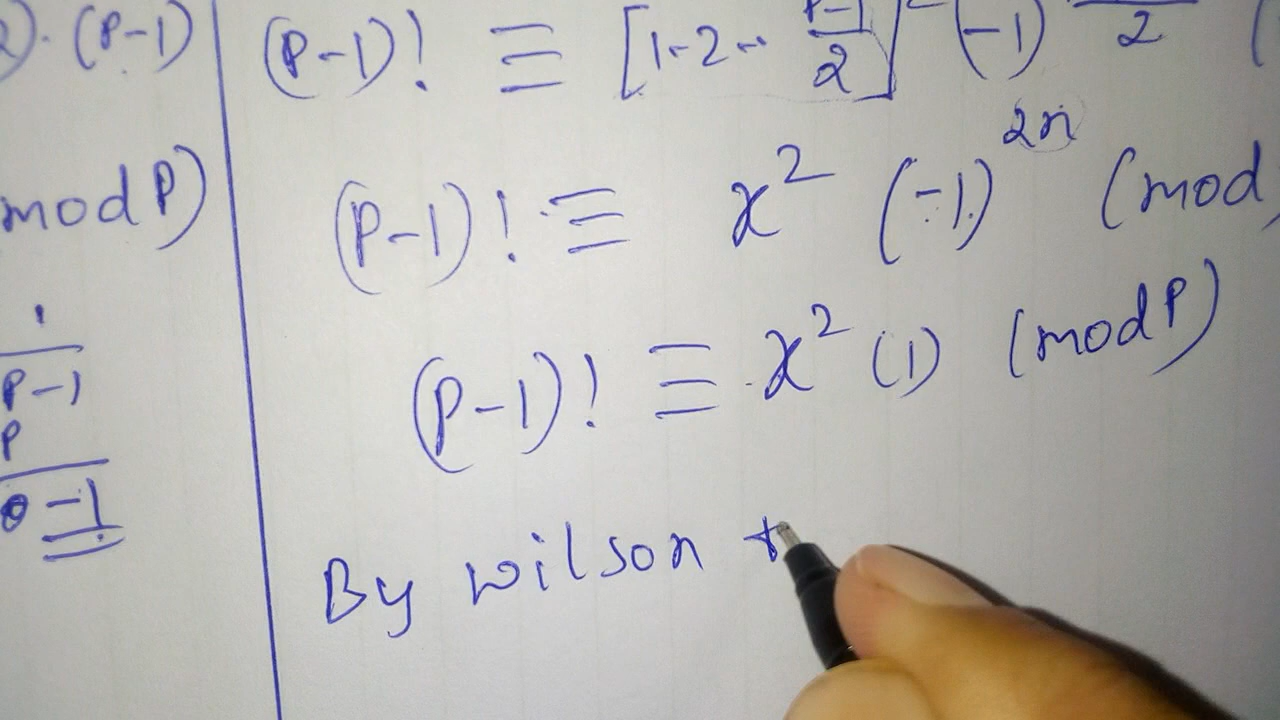 2). (P-1)
mod P)
1
P-1
P
0 -1
(P-1)! ≡ [1-2-.. P-1/2]² (-1) /2 (
(P-1)! ≡ x² (-1)²ⁿ (mod
(P-1)! ≡ x² (1) (mod P)
By wilson t